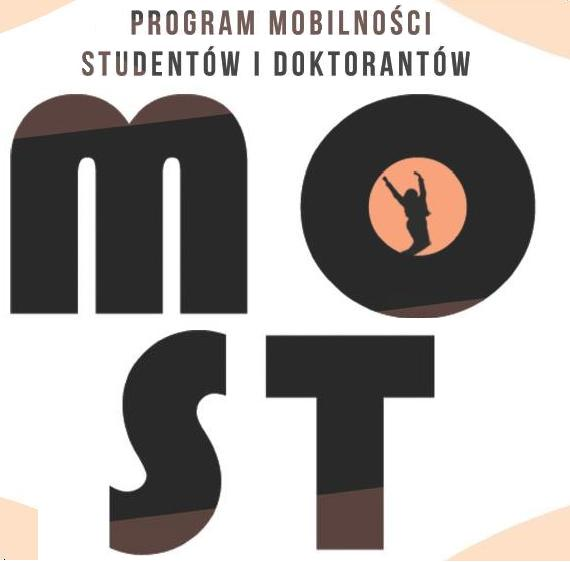 PROGRAM MOBILNOŚCI
STUDENTÓW I DOKTORANTÓW
MO
ST